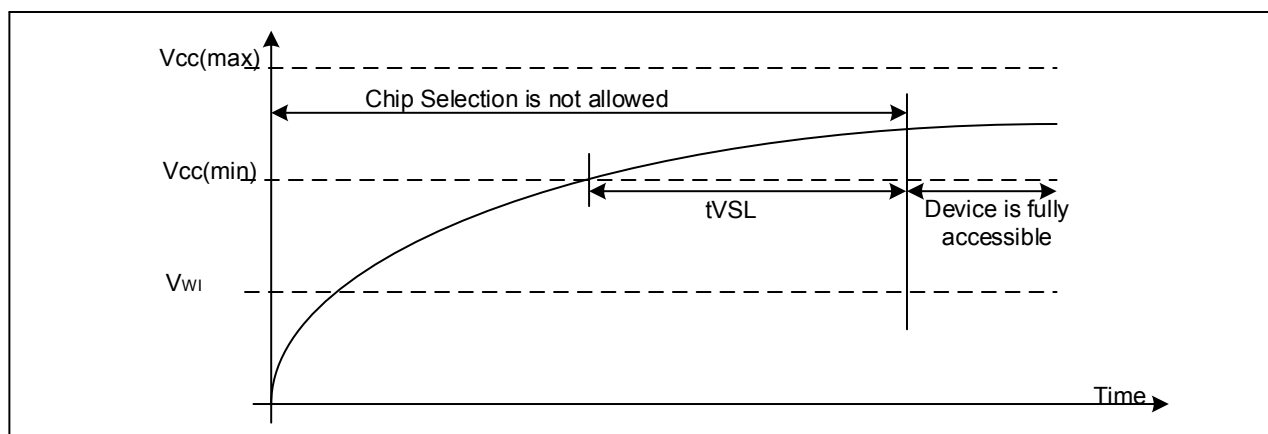 Vcc(max)
Chip Selection is not allowed
Vcc(min)
tVSL
Device is fully
accessible
VWI
Time